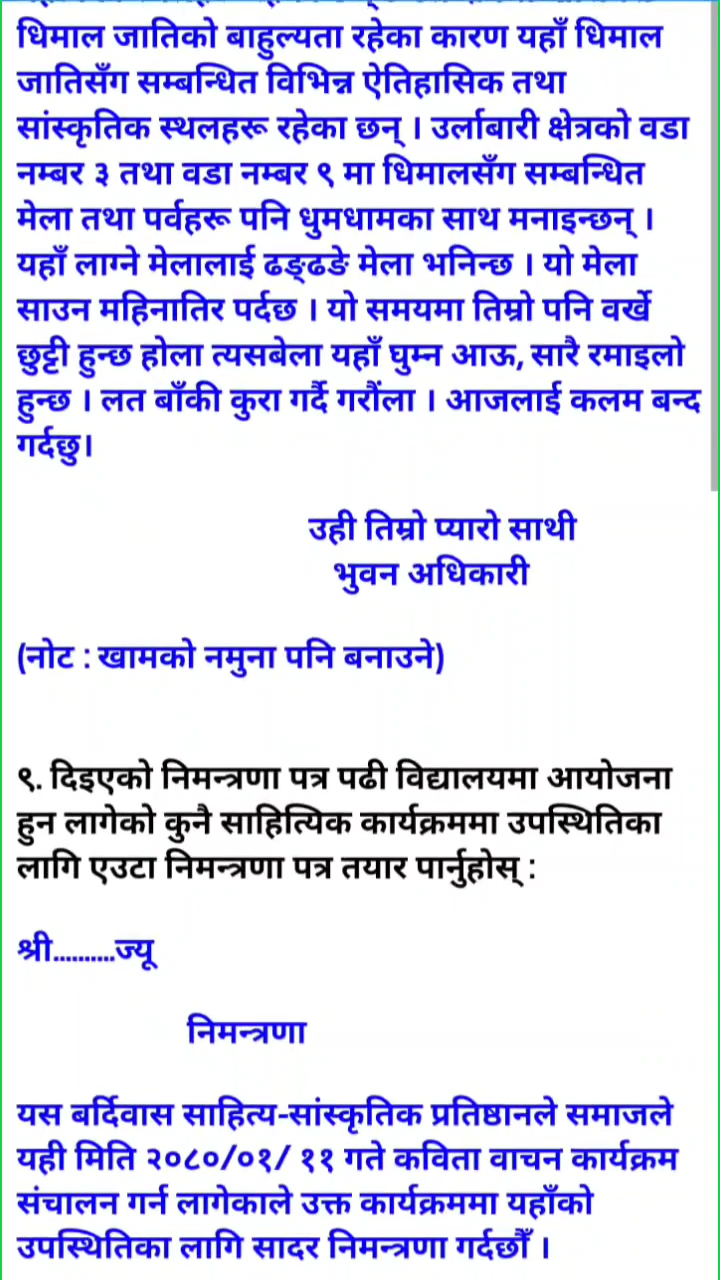 धिमाल जातिको बाहुल्यता रहेका कारण यहाँ धिमाल
जातिसँग सम्बन्धित विभिन्न ऐतिहासिक तथा
सांस्कृतिक स्थलहरू रहेका छन् । उर्लाबारी क्षेत्रको वडा
नम्बर ३ तथा वडा नम्बर ९ मा धिमालसँग सम्बन्धित
मेला तथा पर्वहरू पनि धुमधामका साथ मनाइन्छन् ।
यहाँ लाग्ने मेलालाई ढङ्ढङे मेला भनिन्छ । यो मेला
साउन महिनातिर पर्दछ । यो समयमा तिम्रो पनि वर्खे
छुट्टी हुन्छ होला त्यसबेला यहाँ घुम्न आऊ, सारै रमाइलो
हुन्छ । लत बाँकी कुरा गर्दै गरौंला । आजलाई कलम बन्द
गर्दछु।
उही तिम्रो प्यारो साथी
भुवन अधिकारी
(नोट : खामको नमुना पनि बनाउने)
९. दिइएको निमन्त्रणा पत्र पढी विद्यालयमा आयोजना
हुन लागेको कुनै साहित्यिक कार्यक्रममा उपस्थितिका
लागि एउटा निमन्त्रणा पत्र तयार पार्नुहोस् :
श्री..........ज्यू
निमन्त्रणा
यस बर्दिवास साहित्य-सांस्कृतिक प्रतिष्ठानले समाजले
यही मिति २०८०/०१/ ११ गते कविता वाचन कार्यक्रम
संचालन गर्न लागेकाले उक्त कार्यक्रममा यहाँको
उपस्थितिका लागि सादर निमन्त्रणा गर्दछौँ ।